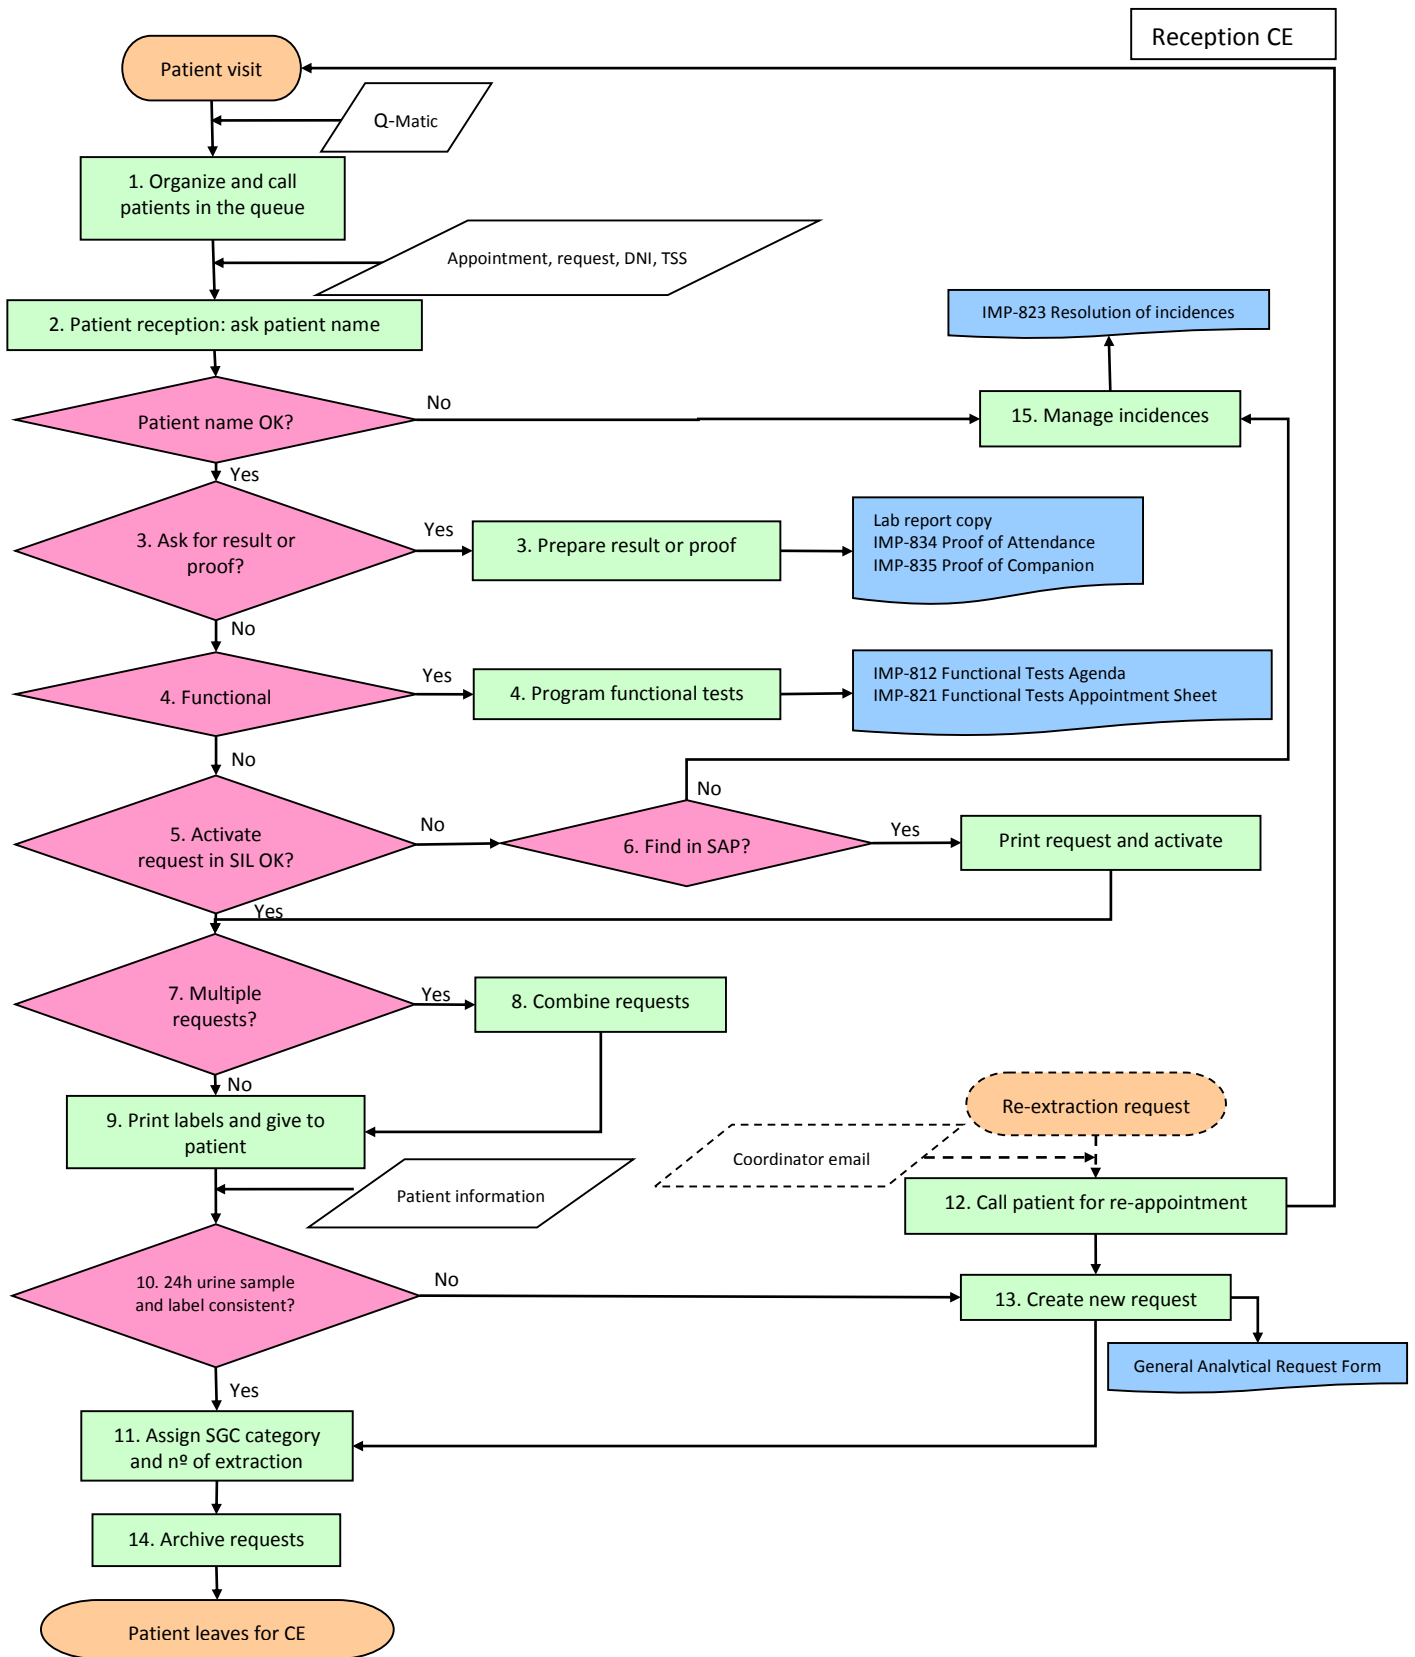 Reception CE
Patient visit
Q-Matic
1. Organize and call
patients in the queue
Appointment, request, DNI, TSS
2. Patient reception: ask patient name
IMP-823 Resolution of incidences
Patient name OK?
No
15. Manage incidences
Yes
3. Ask for result or
proof?
Yes
3. Prepare result or proof
Lab report copy
IMP-834 Proof of Attendance
IMP-835 Proof of Companion
No
4. Functional
Yes
4. Program functional tests
IMP-812 Functional Tests Agenda
IMP-821 Functional Tests Appointment Sheet
No
5. Activate
request in SIL OK?
No
6. Find in SAP?
No
Yes
Print request and activate
Yes
7. Multiple
requests?
Yes
8. Combine requests
No
9. Print labels and give to
patient
Re-extraction request
Coordinator email
Patient information
12. Call patient for re-appointment
10. 24h urine sample
and label consistent?
No
13. Create new request
General Analytical Request Form
Yes
11. Assign SGC category
and nº of extraction
14. Archive requests
Patient leaves for CE